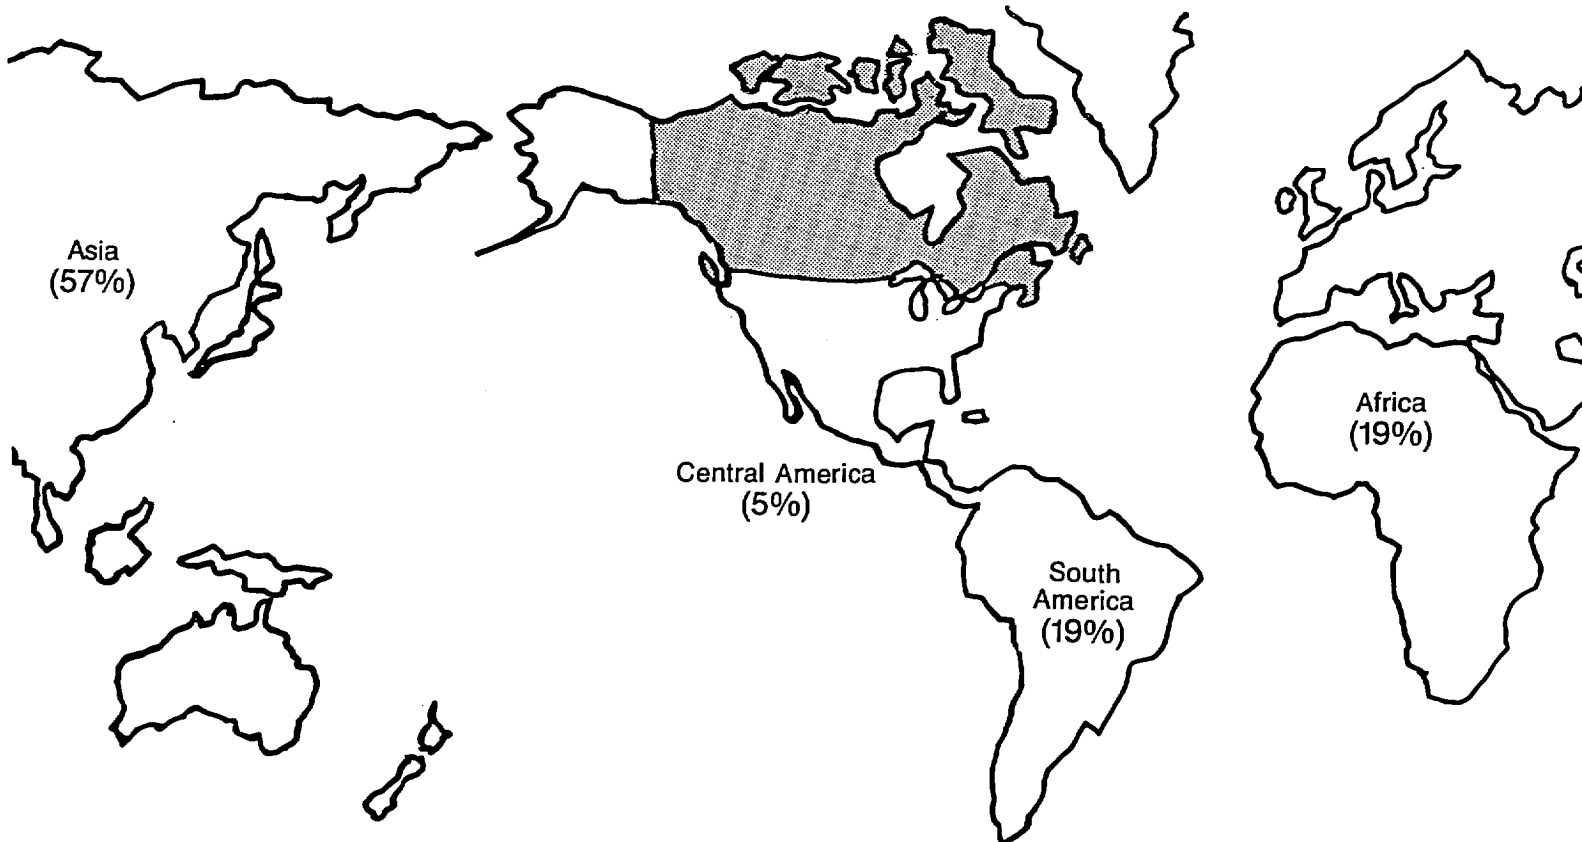 Asia
(57%)
Central America
(5%)
South
America
(19%)
Africa
(19%)